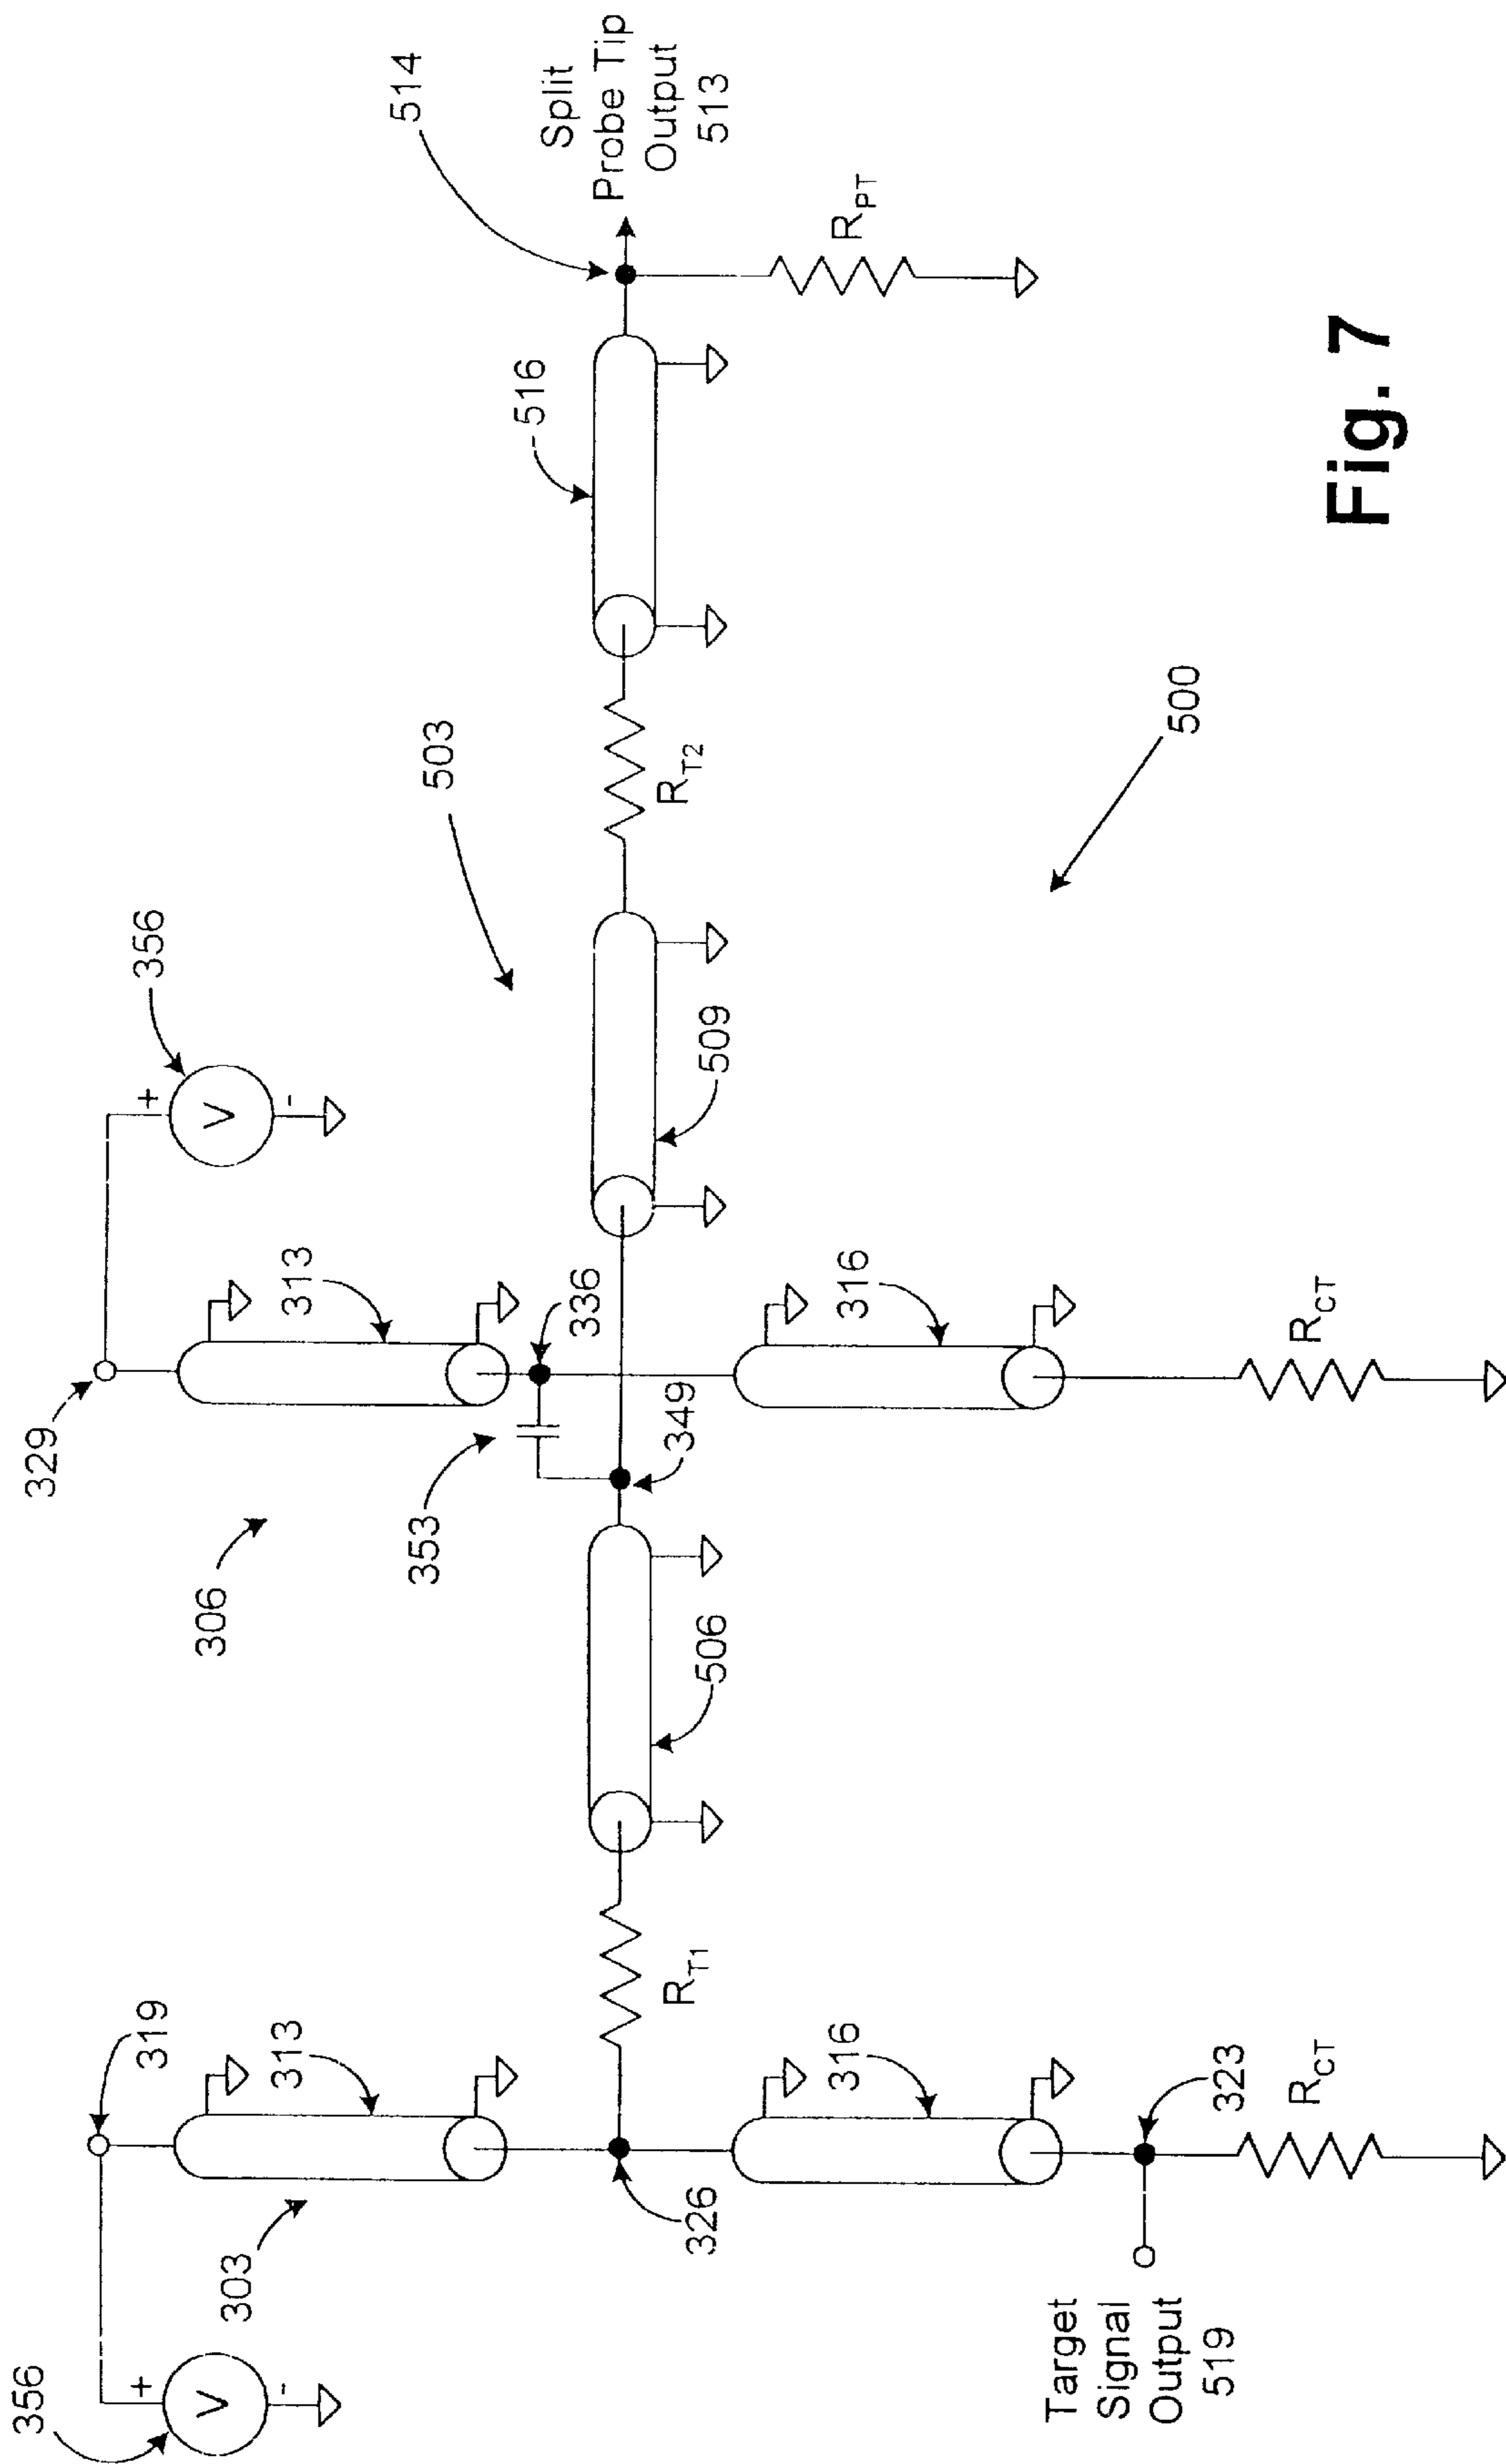 356
+
V
-
319
303
313
326
R_T1
316
323
Target
Signal
Output
519
R_CT
306
329
353
506
349
336
313
356
+
V
-
316
R_CT
509
503
R_T2
516
514
Split
Probe Tip
Output
513
R_PT
500
Fig. 7